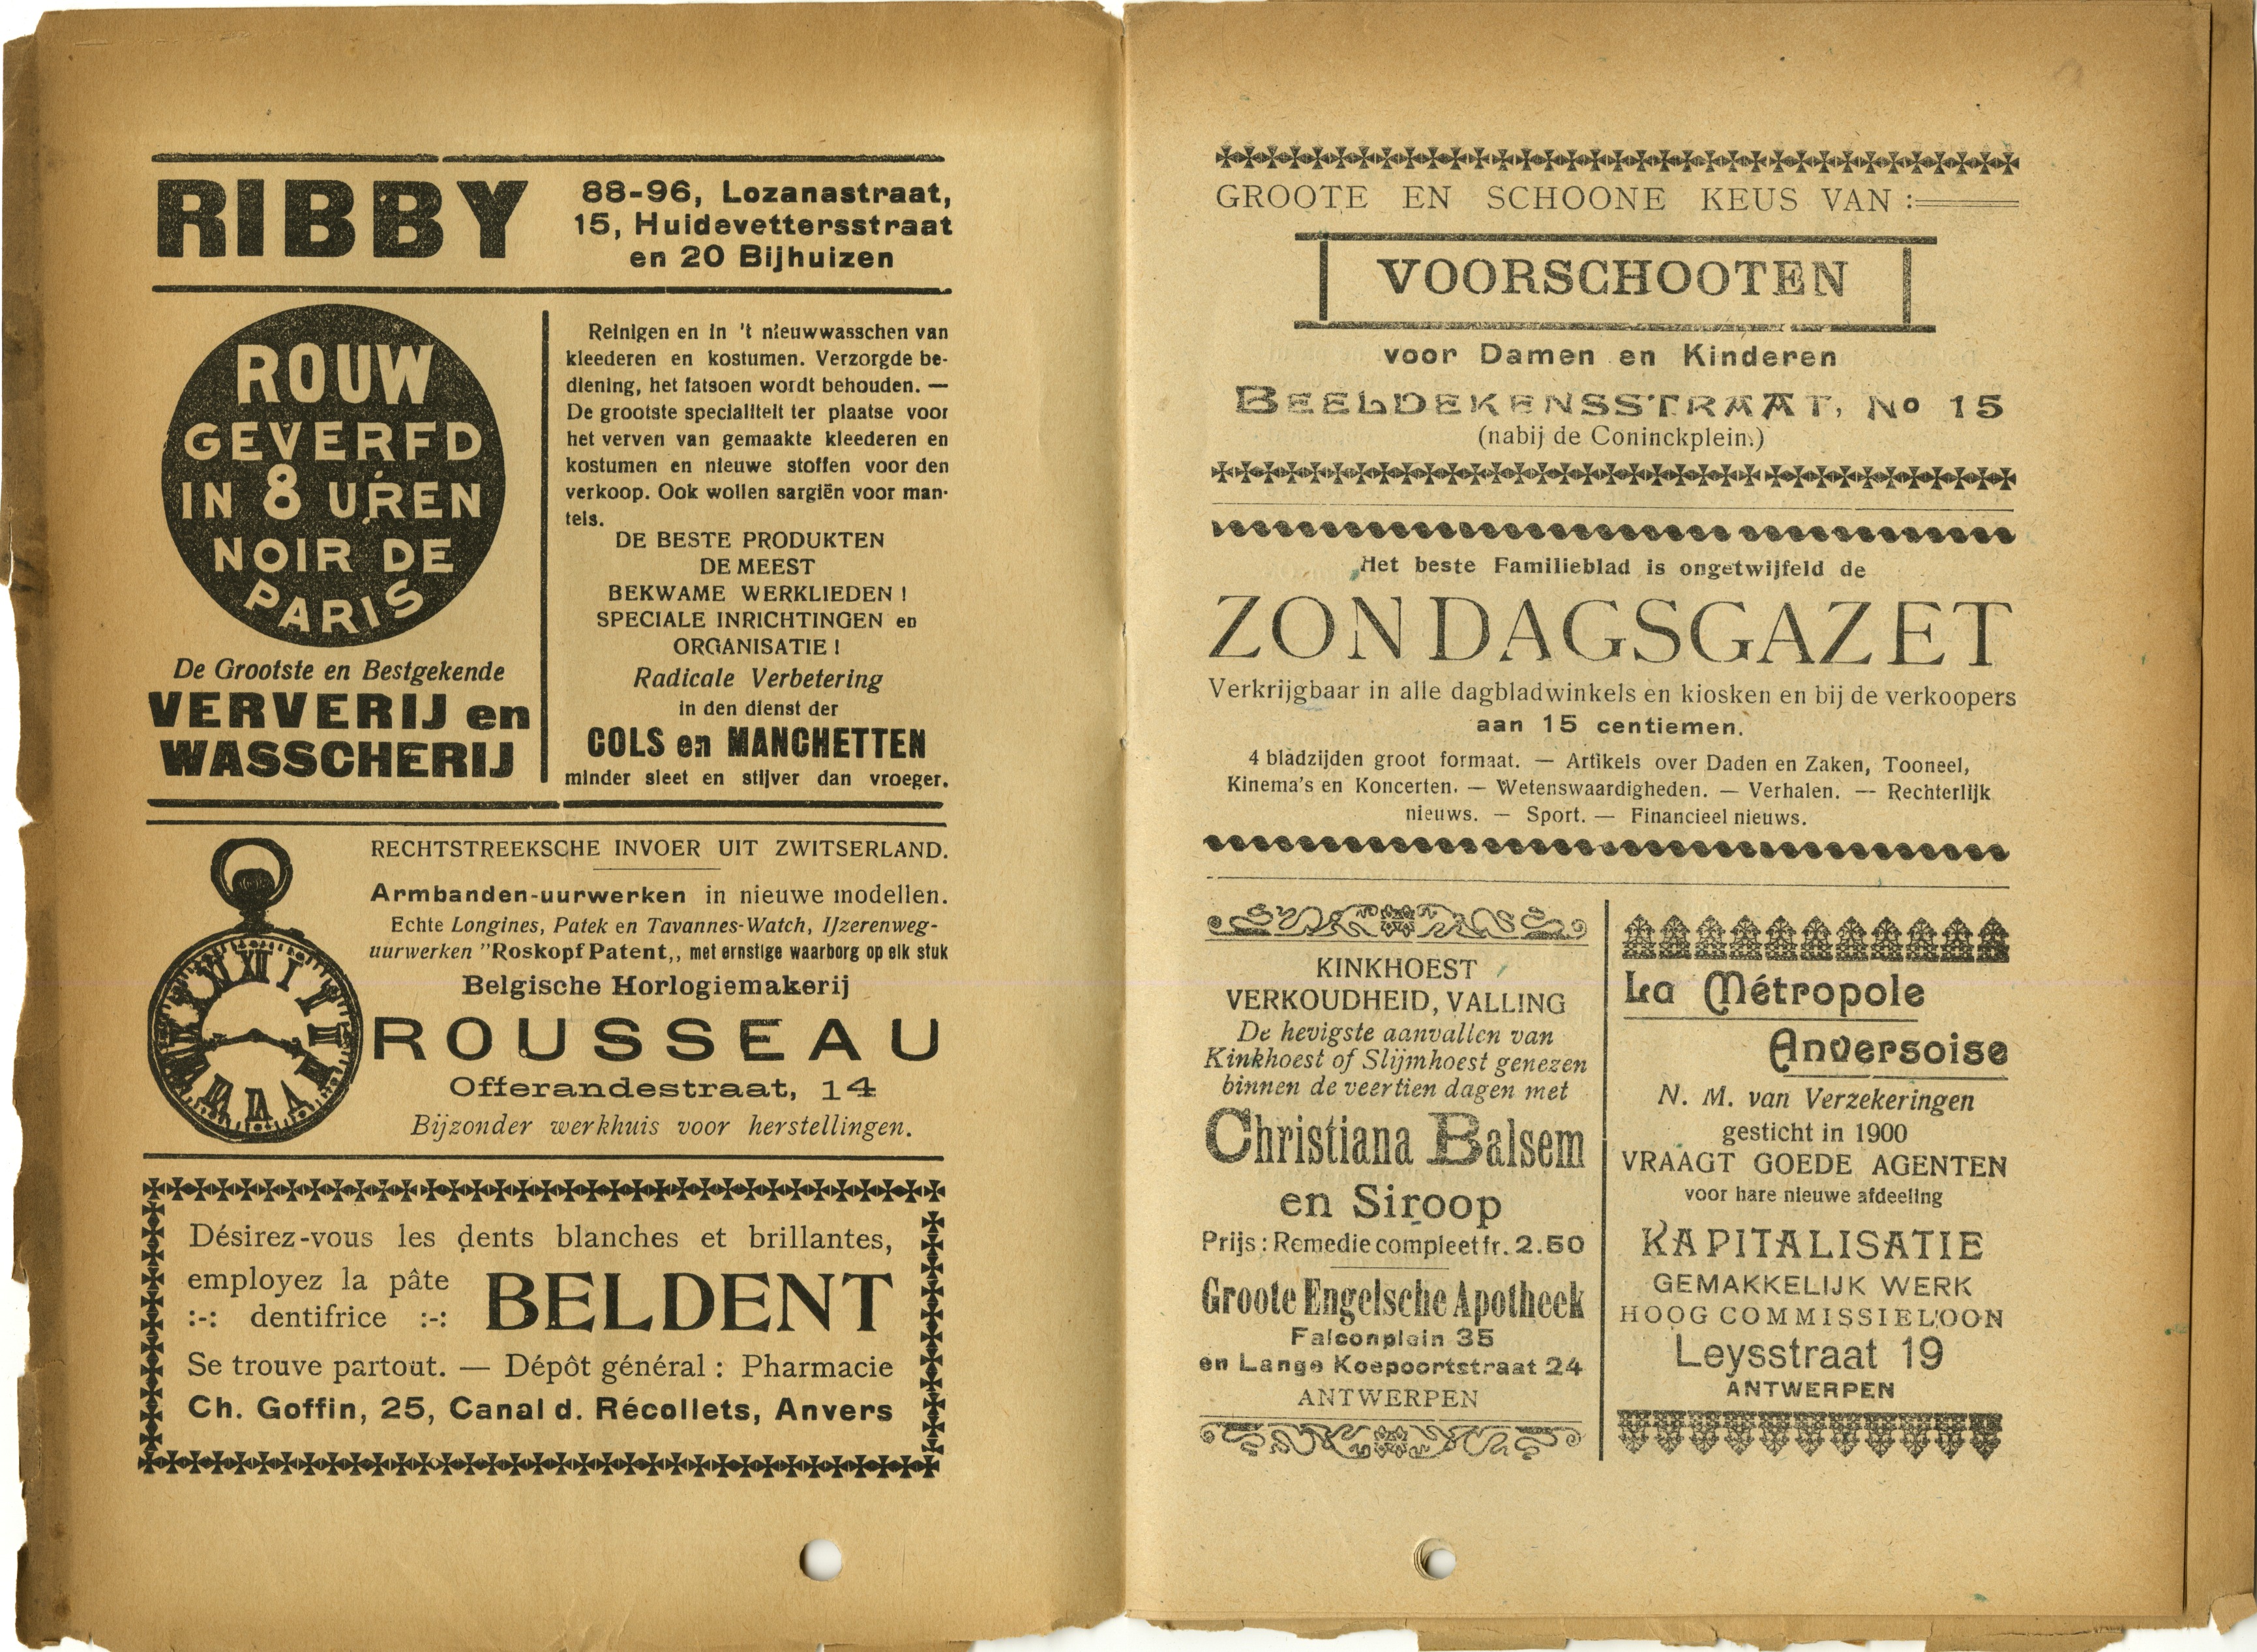 RIBBY
88-96, Lozanastraat,
15, Huidevettersstraat
en 20 Bijhuizen
ROUW
GEVERFD
IN 8 UREN
NOIR DE
PARIS
De Grootste en Bestgekende
VERVERIJ en
WASSCHERIJ
Reinigen en in 't nieuwwasschen van
kleederen en kostumen. Verzorgde be-
diening, het fatsoen wordt behouden. —
De grootste specialiteit ter plaatse voor
het verven van gemaakte kleederen en
kostumen en nieuwe stoffen voor den
verkoop. Ook wollen sargiën voor man-
tels.
DE BESTE PRODUKTEN
DE MEEST
BEKWAME WERKLIEDEN !
SPECIALE INRICHTINGEN en
ORGANISATIE !
Radicale Verbetering
in den dienst der
COLS en MANCHETTEN
minder sleet en stijver dan vroeger.
RECHTSTREEKSCHE INVOER UIT ZWITSERLAND.
Armbanden-uurwerken in nieuwe modellen.
Echte Longines, Patek en Tavannes-Watch, IJzerenweg-
uurwerken "Roskopf Patent,, met ernstige waarborg op elk stuk
Belgische Horlogiemakerij
ROUSSEAU
Offerandestraat, 14
Bijzonder werkhuis voor herstellingen.
Désirez-vous les dents blanches et brillantes,
employez la pâte
:-: dentifrice :-:
BELDENT
Se trouve partout. — Dépôt général : Pharmacie
Ch. Goffin, 25, Canal d. Récollets, Anvers
GROOTE EN SCHOONE KEUS VAN :
VOORSCHOOTEN
voor Damen en Kinderen
BEELDEKENSSTRAAT, No 15
(nabij de Coninckplein.)
Het beste Familieblad is ongetwijfeld de
ZONDAGSGAZET
Verkrijgbaar in alle dagbladwinkels en kiosken en bij de verkoopers
aan 15 centiemen.
4 bladzijden groot formaat. — Artikels over Daden en Zaken, Tooneel,
Kinema's en Koncerten. — Wetenswaardigheden. — Verhalen. — Rechterlijk
nieuws. — Sport. — Financieel nieuws.
KINKHOEST
VERKOUDHEID, VALLING
De hevigste aanvallen van
Kinkhoest of Slijmhoest genezen
binnen de veertien dagen met
Christiana Balsem
en Siroop
Prijs : Remedie compleet fr. 2.50
Groote Engelsche Apotheek
Falconplein 35
en Lange Koepoortstraat 24
ANTWERPEN
La Métropole
Anversoise
N. M. van Verzekeringen
gesticht in 1900
VRAAGT GOEDE AGENTEN
voor hare nieuwe afdeeling
KAPITALISATIE
GEMAKKELIJK WERK
HOOG COMMISSIELOON
Leysstraat 19
ANTWERPEN